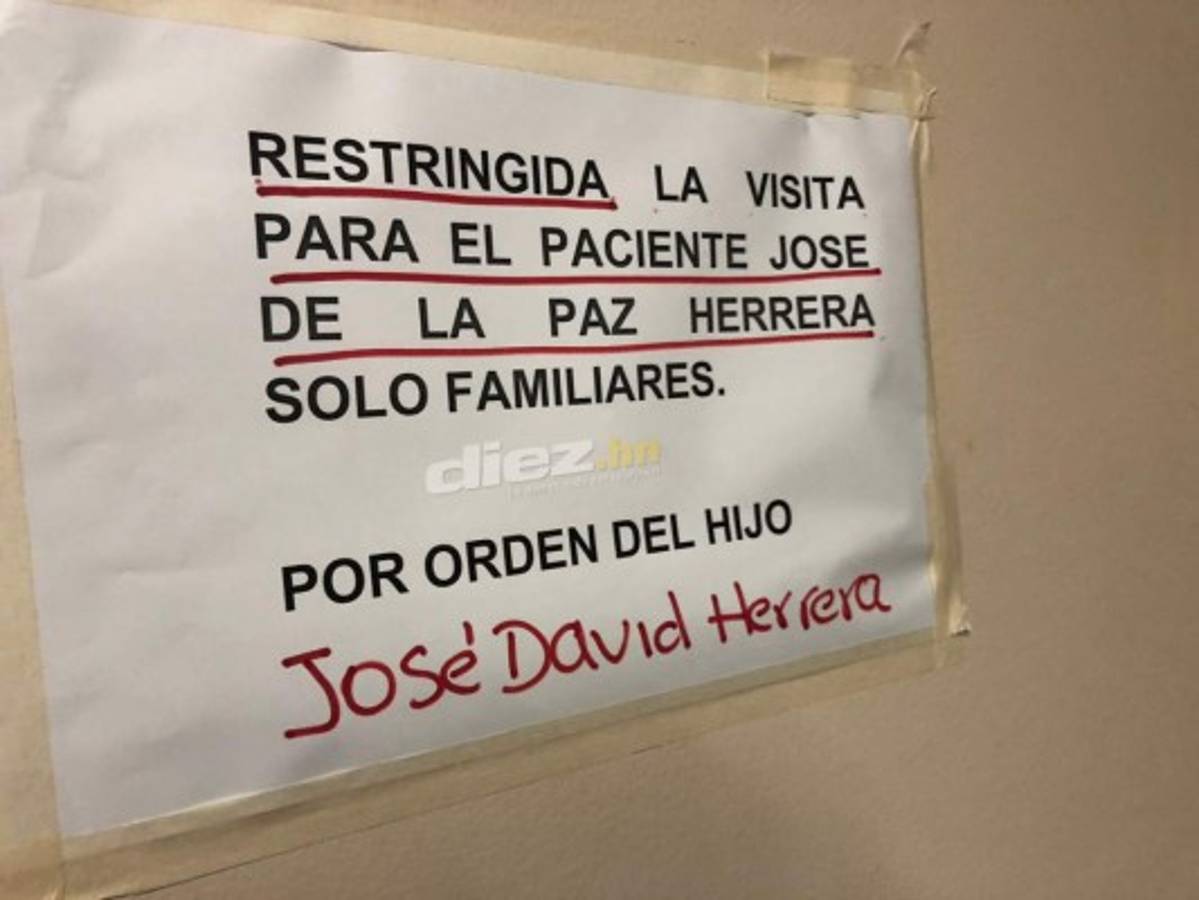 RESTRINGIDA LA VISITA
PARA EL PACIENTE JOSE
DE LA PAZ HERRERA
SOLO FAMILIARES.
diez.hn
POR ORDEN DEL HIJO
José David Herrera